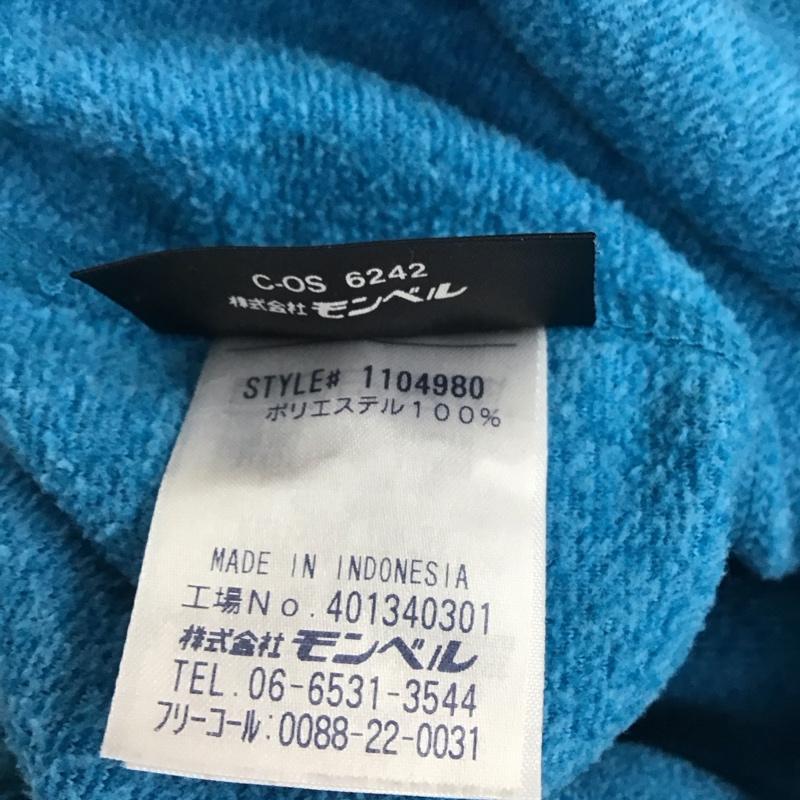 C-OS 6242
株式会社モンベル
STYLE# 1104980
ポリエステル100%
MADE IN INDONESIA
工場No.401340301
株式会社モンベル
TEL.06-6531-3544
フリーコール:0088-22-0031